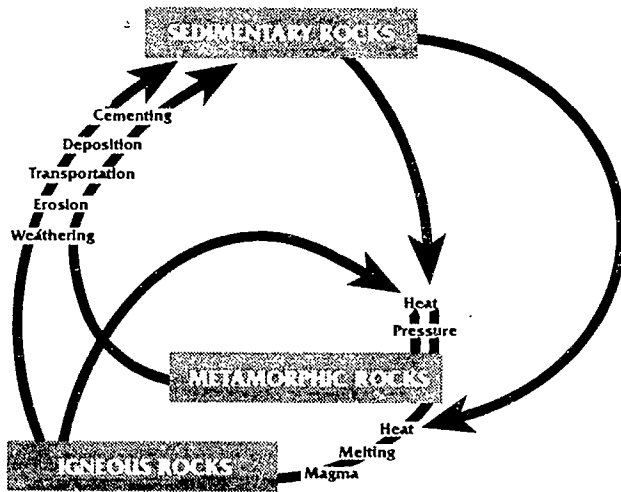 SEDIMENTARY ROCKS
Cementing
Deposition
Transportation
Erosion
Weathering
Heat
Pressure
METAMORPHIC ROCKS
Heat
Melting
Magma
IGNEOUS ROCKS